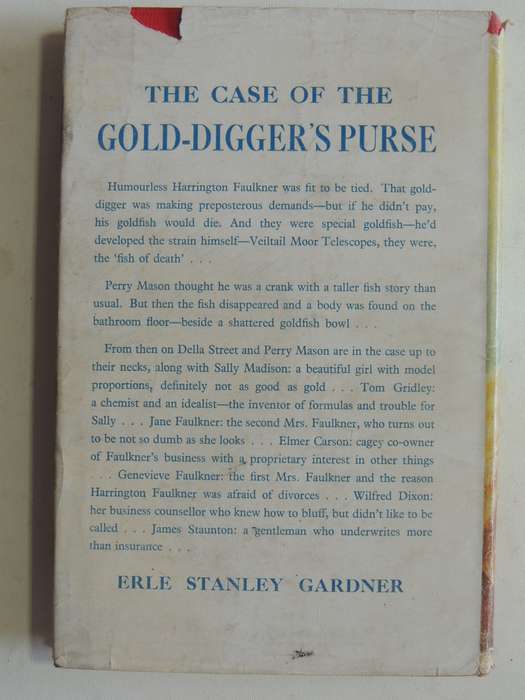 THE CASE OF THE
GOLD-DIGGER'S PURSE
Humourless Harrington Faulkner was fit to be tied. That gold-
digger was making preposterous demands—but if he didn't pay,
his goldfish would die. And they were special goldfish—he'd
developed the strain himself—Veiltail Moor Telescopes, they were,
the 'fish of death' . . .
Perry Mason thought he was a crank with a taller fish story than
usual. But then the fish disappeared and a body was found on the
bathroom floor—beside a shattered goldfish bowl . . .
From then on Della Street and Perry Mason are in the case up to
their necks, along with Sally Madison: a beautiful girl with model
proportions, definitely not as good as gold . . . Tom Gridley:
a chemist and an idealist—the inventor of formulas and trouble for
Sally . . . Jane Faulkner: the second Mrs. Faulkner, who turns out
to be not so dumb as she looks . . . Elmer Carson: cagey co-owner
of Faulkner's business with a proprietary interest in other things
. . . Genevieve Faulkner: the first Mrs. Faulkner and the reason
Harrington Faulkner was afraid of divorces . . . Wilfred Dixon:
her business counsellor who knew how to bluff, but didn't like to be
called . . . James Staunton: a gentleman who underwrites more
than insurance . . .
ERLE STANLEY GARDNER